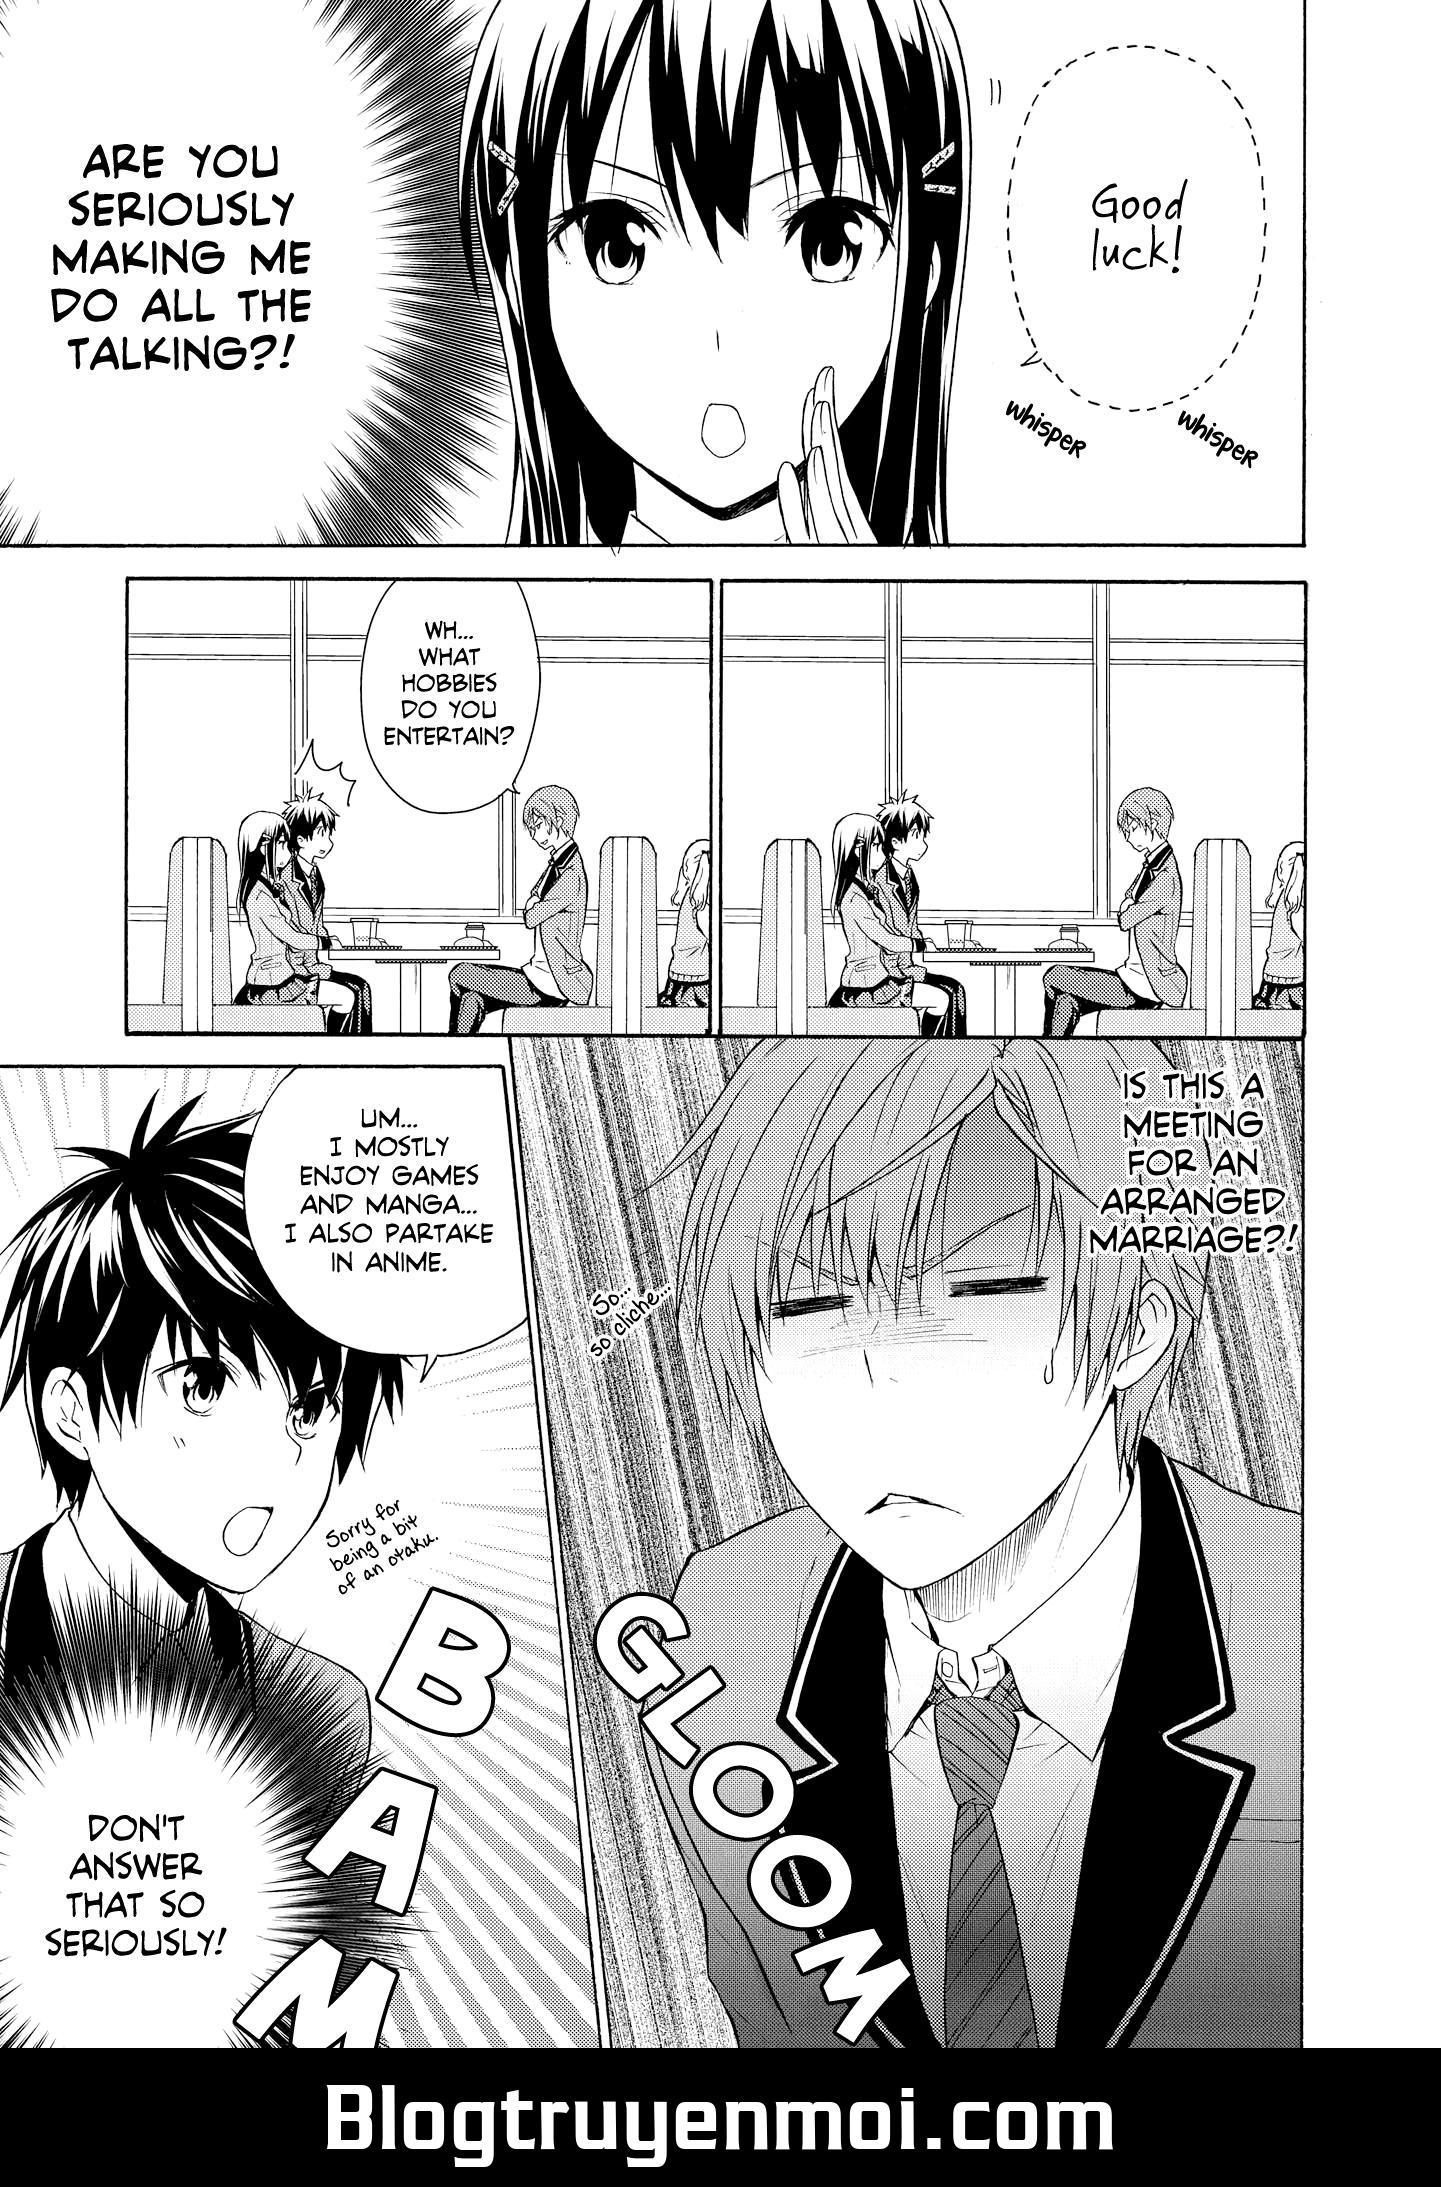 Good
luck!
whisper
whisper
ARE YOU
SERIOUSLY
MAKING ME
DO ALL THE
TALKING?!
WH...
WHAT
HOBBIES
DO YOU
ENTERTAIN?
IS THIS A
MEETING
FOR AN
ARRANGED
MARRIAGE?!
So...
so cliche...
GLOOM
UM...
I MOSTLY
ENJOY GAMES
AND MANGA...
I ALSO PARTAKE
IN ANIME.
Sorry for
being a bit
of an otaku.
BAM
DON'T
ANSWER
THAT SO
SERIOUSLY!
Blogtruyenmoi.com